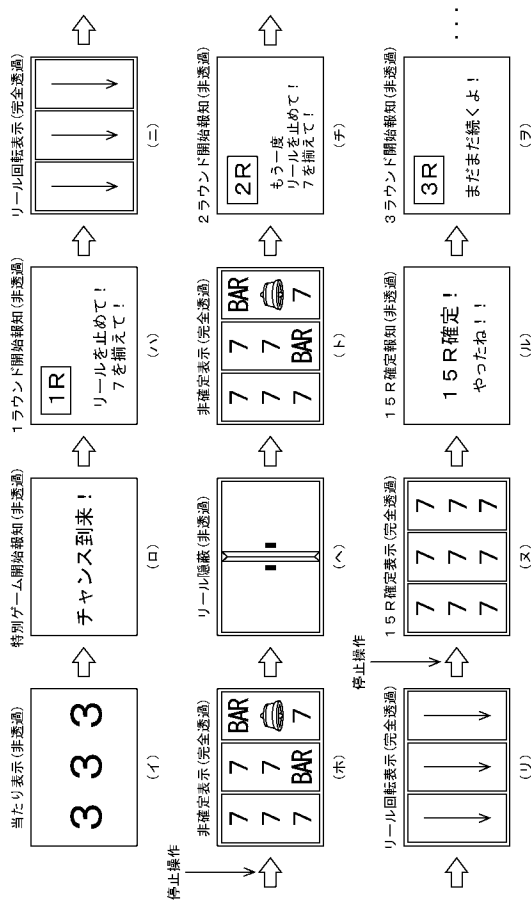 当たり表示(非透過)
3 3 3
(イ)
特別ゲーム開始報知(非透過)
チャンス到来！
(ロ)
1ラウンド開始報知(非透過)
1R
リールを止めて！
7を揃えて！
(ハ)
リール回転表示(完全透過)
(ニ)
停止操作
非確定表示(完全透過)
7 7 BAR
7 7
7 BAR 7
(ホ)
リール隠蔽(非透過)
(ヘ)
非確定表示(完全透過)
7 7 BAR
7 7
7 BAR 7
(ト)
2ラウンド開始報知(非透過)
2R
もう一度
リールを止めて！
7を揃えて！
(チ)
リール回転表示(完全透過)
(リ)
停止操作
15R確定表示(完全透過)
7 7 7
7 7 7
7 7 7
(ヌ)
15R確定報知(非透過)
15R確定！
やったね！！
(ル)
3ラウンド開始報知(非透過)
3R
まだまだ続くよ！
(ヲ)
···